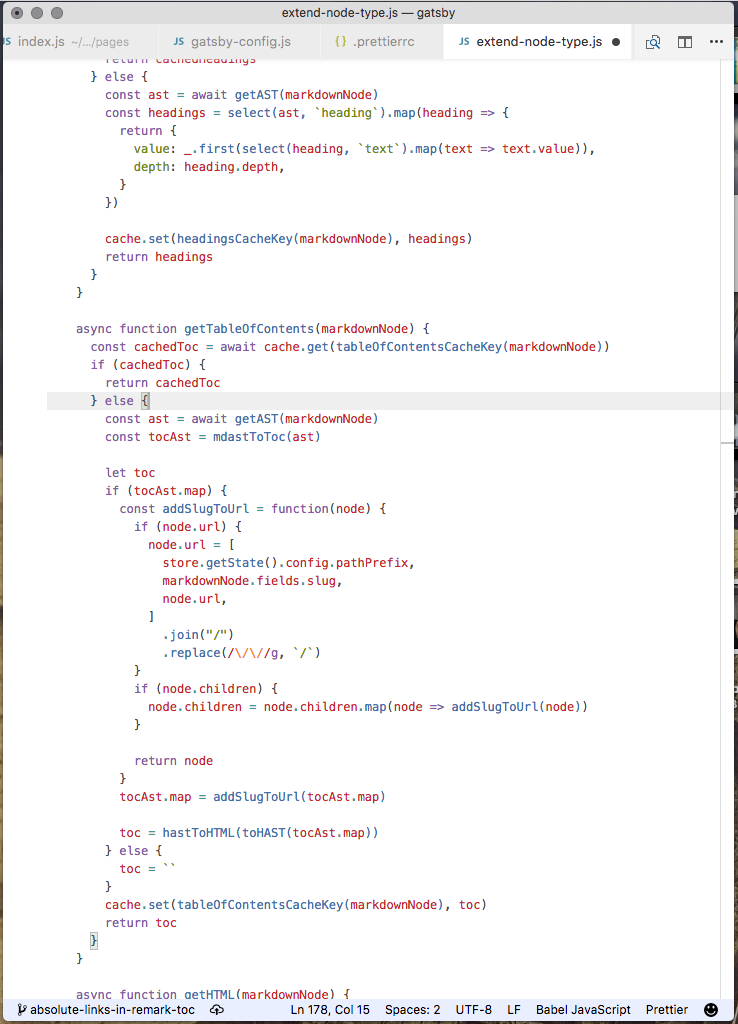 extend-node-type.js — gatsby
JS index.js ~/.../pages JS gatsby-config.js {} .prettierrc JS extend-node-type.js
return cachedHeadings
} else {
const ast = await getAST(markdownNode)
const headings = select(ast, `heading`).map(heading => {
return {
value: _.first(select(heading, `text`).map(text => text.value)),
depth: heading.depth,
}
})
cache.set(headingsCacheKey(markdownNode), headings)
return headings
}
}
async function getTableOfContents(markdownNode) {
const cachedToc = await cache.get(tableOfContentsCacheKey(markdownNode))
if (cachedToc) {
return cachedToc
} else {
const ast = await getAST(markdownNode)
const tocAst = mdastToToc(ast)
let toc
if (tocAst.map) {
const addSlugToUrl = function(node) {
if (node.url) {
node.url = [
store.getState().config.pathPrefix,
markdownNode.fields.slug,
node.url,
]
.join("/")
.replace(/\/\//g, `/`)
}
if (node.children) {
node.children = node.children.map(node => addSlugToUrl(node))
}
return node
}
tocAst.map = addSlugToUrl(tocAst.map)
toc = hastToHTML(toHAST(tocAst.map))
} else {
toc = ``
}
cache.set(tableOfContentsCacheKey(markdownNode), toc)
return toc
}
}
async function getHTML(markdownNode) {
absolute-links-in-remark-toc Ln 178, Col 15 Spaces: 2 UTF-8 LF Babel JavaScript Prettier